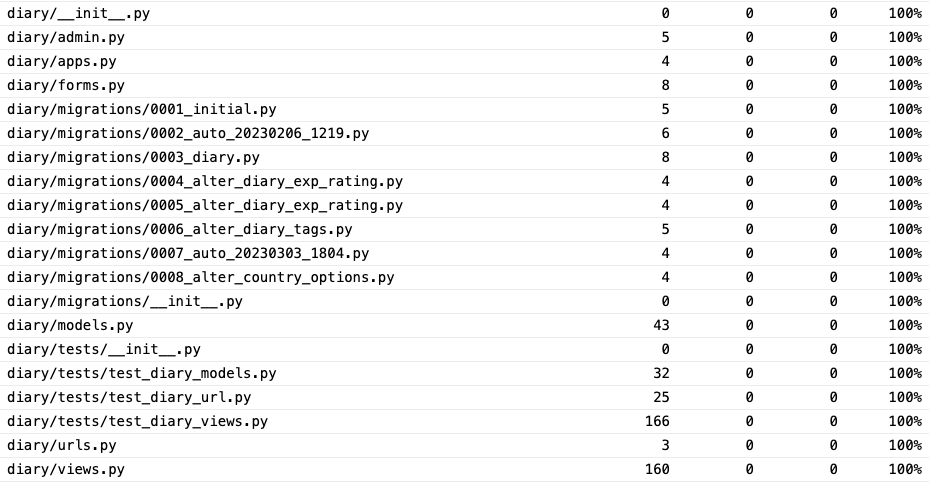 diary/__init__.py 0 0 0 100%
diary/admin.py 5 0 0 100%
diary/apps.py 4 0 0 100%
diary/forms.py 8 0 0 100%
diary/migrations/0001_initial.py 5 0 0 100%
diary/migrations/0002_auto_20230206_1219.py 6 0 0 100%
diary/migrations/0003_diary.py 8 0 0 100%
diary/migrations/0004_alter_diary_exp_rating.py 4 0 0 100%
diary/migrations/0005_alter_diary_exp_rating.py 4 0 0 100%
diary/migrations/0006_alter_diary_tags.py 5 0 0 100%
diary/migrations/0007_auto_20230303_1804.py 4 0 0 100%
diary/migrations/0008_alter_country_options.py 4 0 0 100%
diary/migrations/__init__.py 0 0 0 100%
diary/models.py 43 0 0 100%
diary/tests/__init__.py 0 0 0 100%
diary/tests/test_diary_models.py 32 0 0 100%
diary/tests/test_diary_url.py 25 0 0 100%
diary/tests/test_diary_views.py 166 0 0 100%
diary/urls.py 3 0 0 100%
diary/views.py 160 0 0 100%